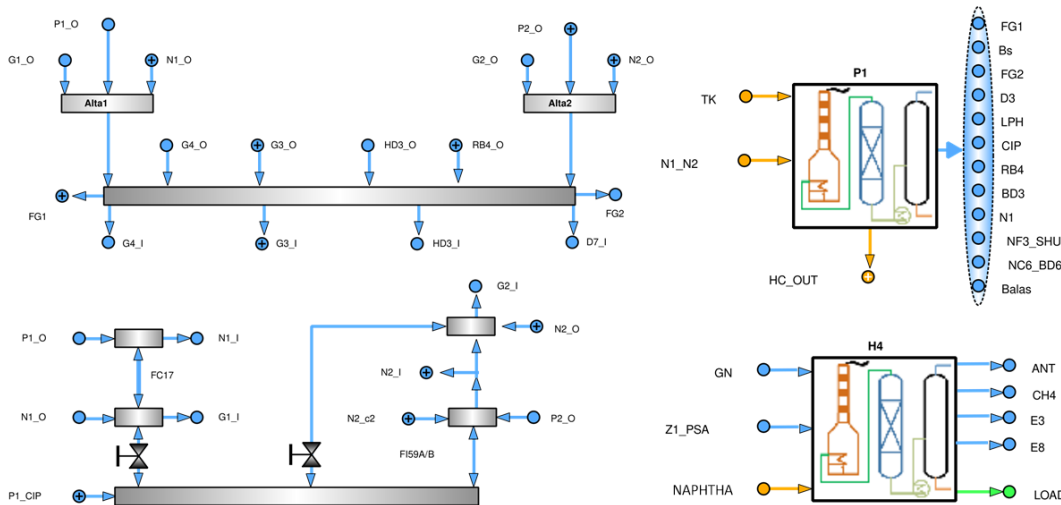 P1_O
G1_O
N1_O
Alta1
P2_O
G2_O
N2_O
Alta2
G4_O
G3_O
HD3_O
RB4_O
FG1
FG2
G4_I
G3_I
HD3_I
D7_I
P1_O
N1_I
FC17
N1_O
G1_I
P1_CIP
G2_I
N2_O
N2_I
N2_c2
P2_O
FI59A/B
P1
TK
N1_N2
HC_OUT
FG1
Bs
FG2
D3
LPH
CIP
RB4
BD3
N1
NF3_SHU
NC6_BD6
Balas
H4
GN
Z1_PSA
NAPHTHA
ANT
CH4
E3
E8
LOAD